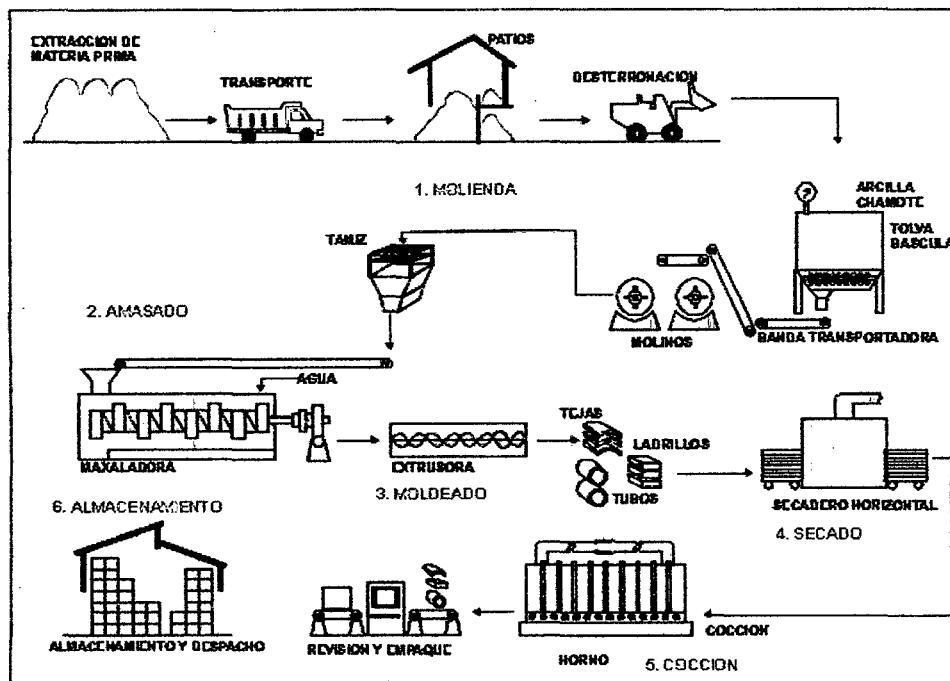 EXTRACCION DE
MATERIA PRIMA
TRANSPORTE
PATIOS
DESTERRONACION
1. MOLIENDA
ARCILLA
CHAMOTE
TOLVA
BASCULA
TAMIZ
2. AMASADO
MOLINOS
BANDA TRANSPORTADORA
AGUA
MAXALADORA
EXTRUSORA
3. MOLDEADO
TEJAS
LADRILLOS
TUBOS
SECADERO HORIZONTAL
4. SECADO
6. ALMACENAMIENTO
ALMACENAMIENTO Y DESPACHO
REVISION Y EMPAQUE
HORNO
COCCION
5. COCCION